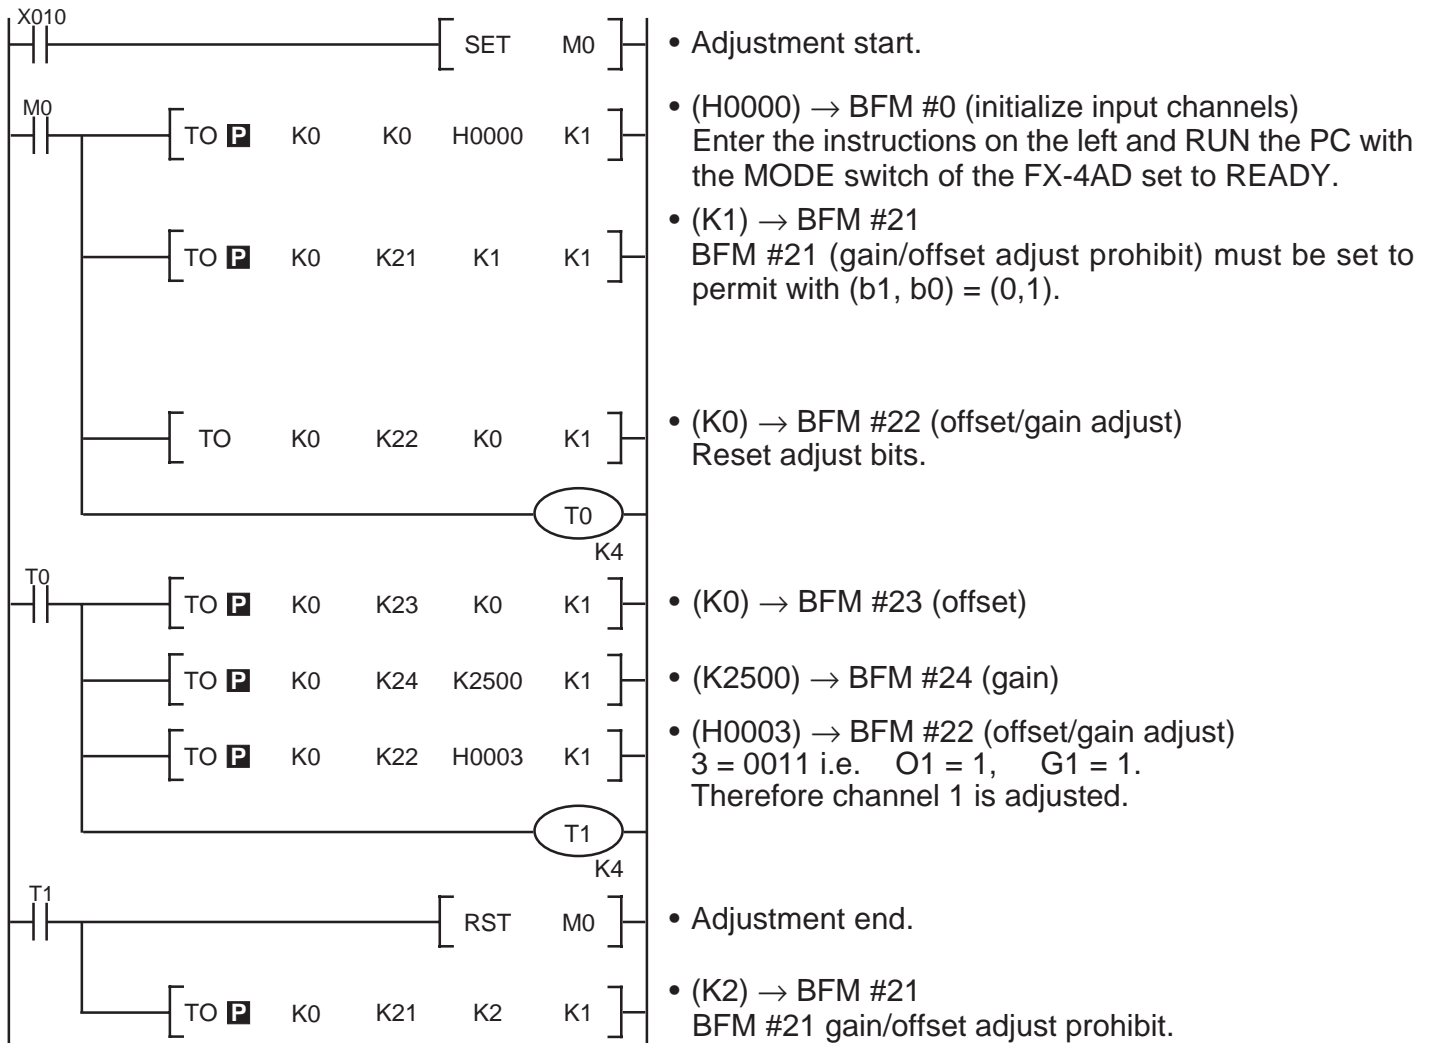 X010
SET M0
• Adjustment start.
M0
TO P K0 K0 H0000 K1
• (H0000) → BFM #0 (initialize input channels)
Enter the instructions on the left and RUN the PC with
the MODE switch of the FX-4AD set to READY.
TO P K0 K21 K1 K1
• (K1) → BFM #21
BFM #21 (gain/offset adjust prohibit) must be set to
permit with (b1, b0) = (0,1).
TO K0 K22 K0 K1
• (K0) → BFM #22 (offset/gain adjust)
Reset adjust bits.
T0
K4
T0
TO P K0 K23 K0 K1
• (K0) → BFM #23 (offset)
TO P K0 K24 K2500 K1
• (K2500) → BFM #24 (gain)
TO P K0 K22 H0003 K1
• (H0003) → BFM #22 (offset/gain adjust)
3 = 0011 i.e. O1 = 1, G1 = 1.
Therefore channel 1 is adjusted.
T1
K4
T1
RST M0
• Adjustment end.
TO P K0 K21 K2 K1
• (K2) → BFM #21
BFM #21 gain/offset adjust prohibit.